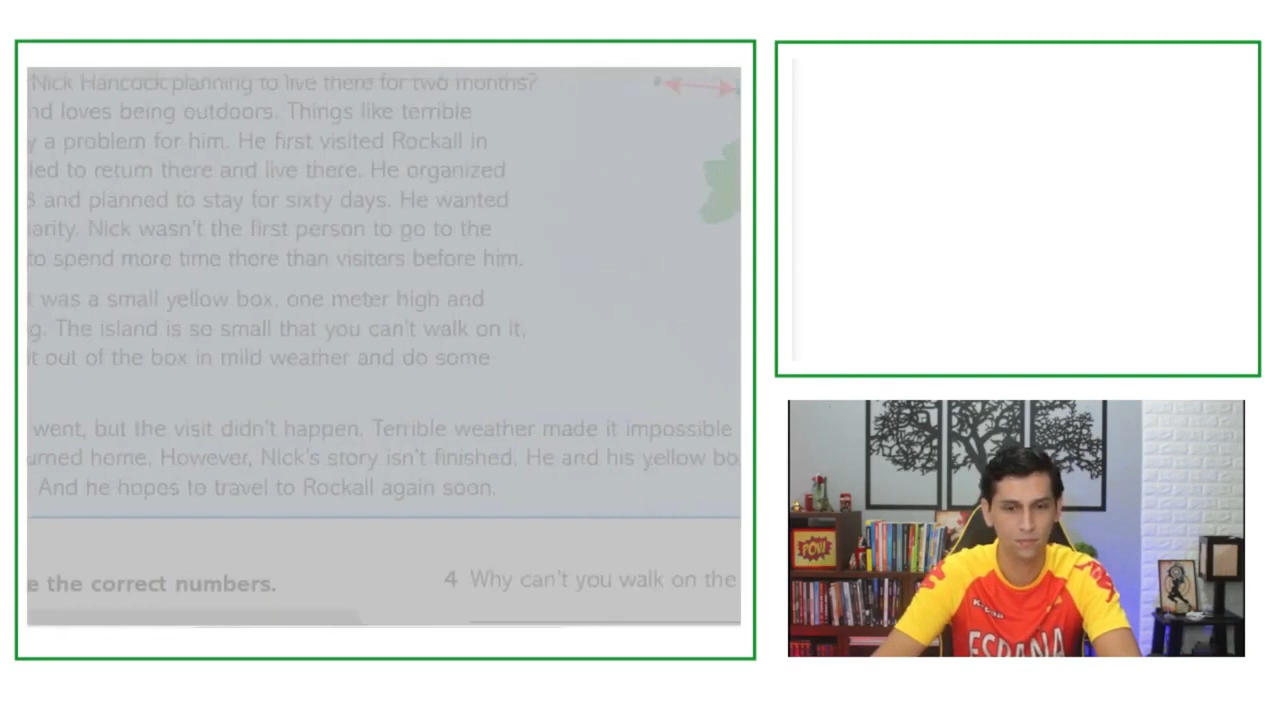 Nick Hancock planning to live there for two months?
nd loves being outdoors. Things like terrible
y a problem for him. He first visited Rockall in
led to return there and live there. He organized
3 and planned to stay for sixty days. He wanted
arity. Nick wasn't the first person to go to the
to spend more time there than visitors before him.
t was a small yellow box, one meter high and
g. The island is so small that you can't walk on it,
it out of the box in mild weather and do some
went, but the visit didn't happen. Terrible weather made it impossible
urned home. However, Nick's story isn't finished. He and his yellow bo
And he hopes to travel to Rockall again soon.
e the correct numbers.
4 Why can't you walk on the
POW!
ESPAÑA